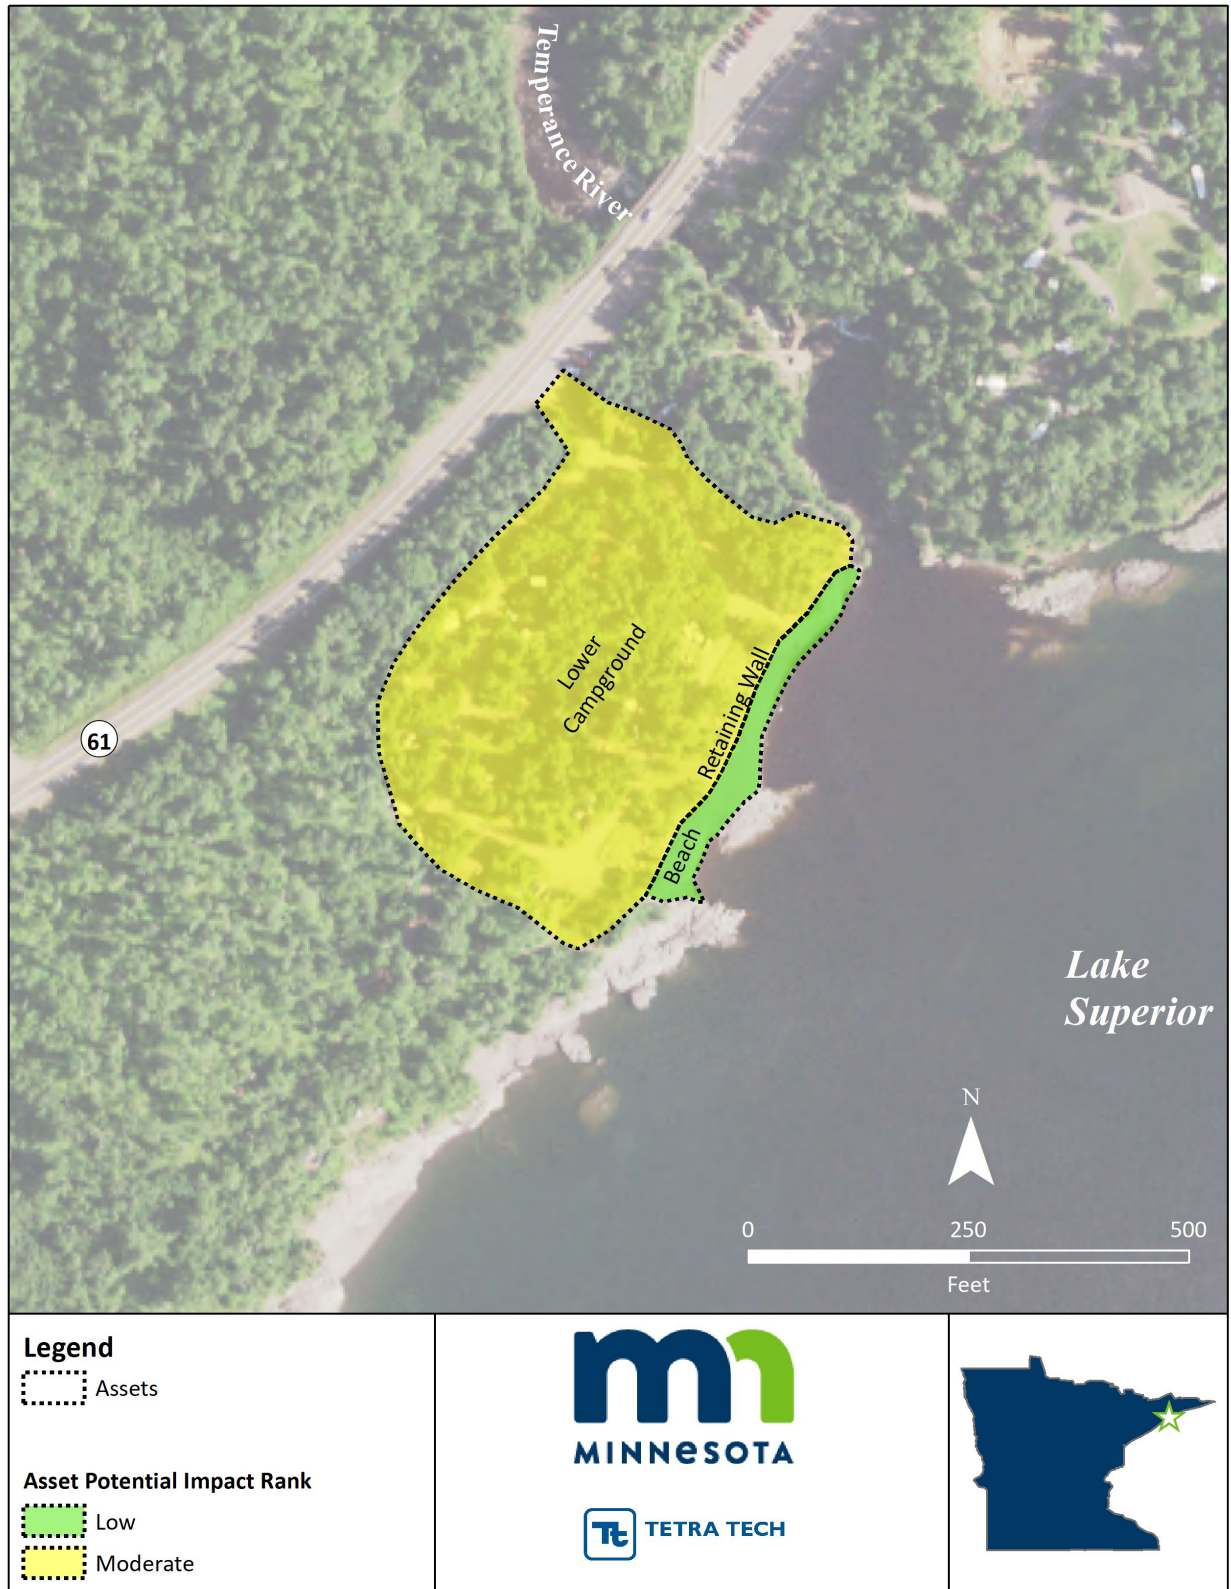 Temperance River
61
Lower
Campground
Retaining Wall
Beach
Lake
Superior
N
0 250 500
Feet
Legend
Assets
Asset Potential Impact Rank
Low
Moderate
mn
MINNeSOTA
Tt TETRA TECH